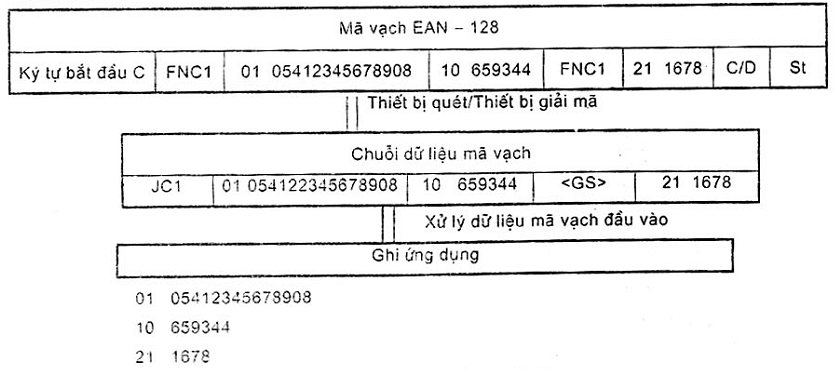 Mã vạch EAN – 128
Ký tự bắt đầu C FNC1 01 05412345678908 10 659344 FNC1 21 1678 C/D St
Thiết bị quét/Thiết bị giải mã
Chuỗi dữ liệu mã vạch
JC1 01 054122345678908 10 659344 <GS> 21 1678
Xử lý dữ liệu mã vạch đầu vào
Ghi ứng dụng
01 05412345678908
10 659344
21 1678